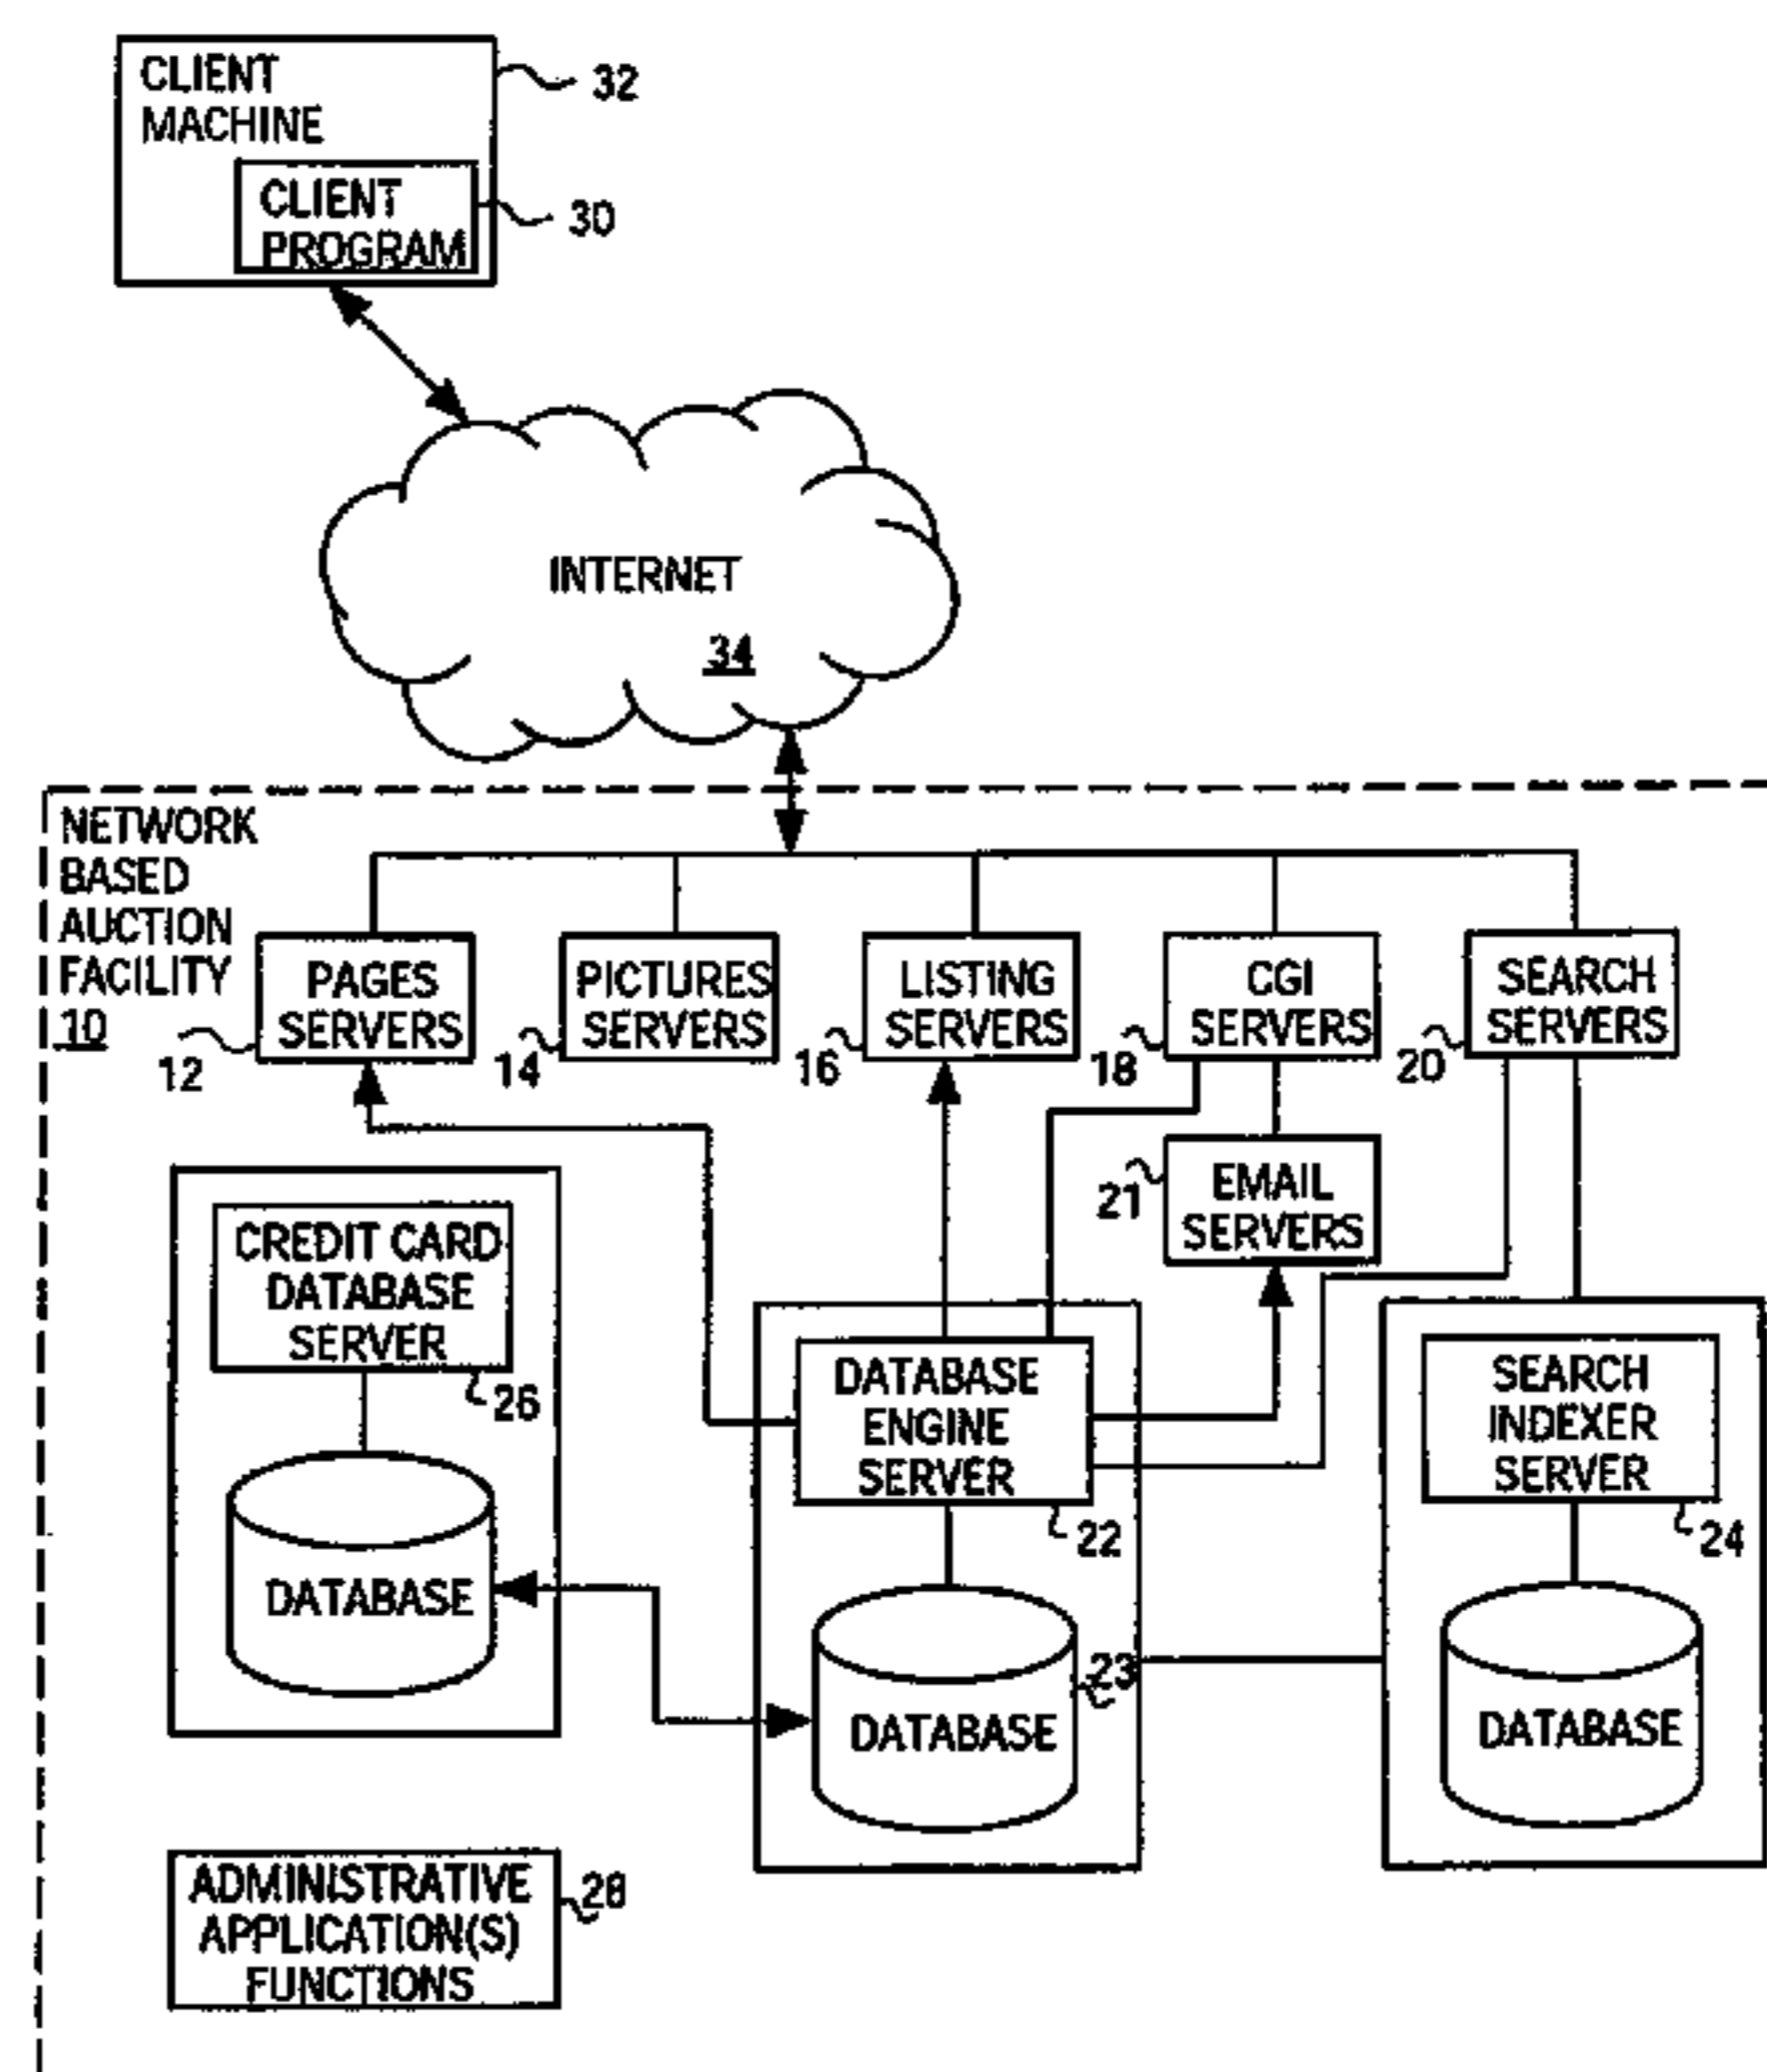 CLIENT
MACHINE
32
CLIENT
PROGRAM
30
INTERNET
34
NETWORK
BASED
AUCTION
FACILITY
10
PAGES
SERVERS
12
PICTURES
SERVERS
14
LISTING
SERVERS
16
CGI
SERVERS
18
SEARCH
SERVERS
20
EMAIL
SERVERS
21
CREDIT CARD
DATABASE
SERVER
26
DATABASE
DATABASE
ENGINE
SERVER
22
DATABASE
23
SEARCH
INDEXER
SERVER
24
DATABASE
ADMINISTRATIVE
APPLICATION(S)
FUNCTIONS
28